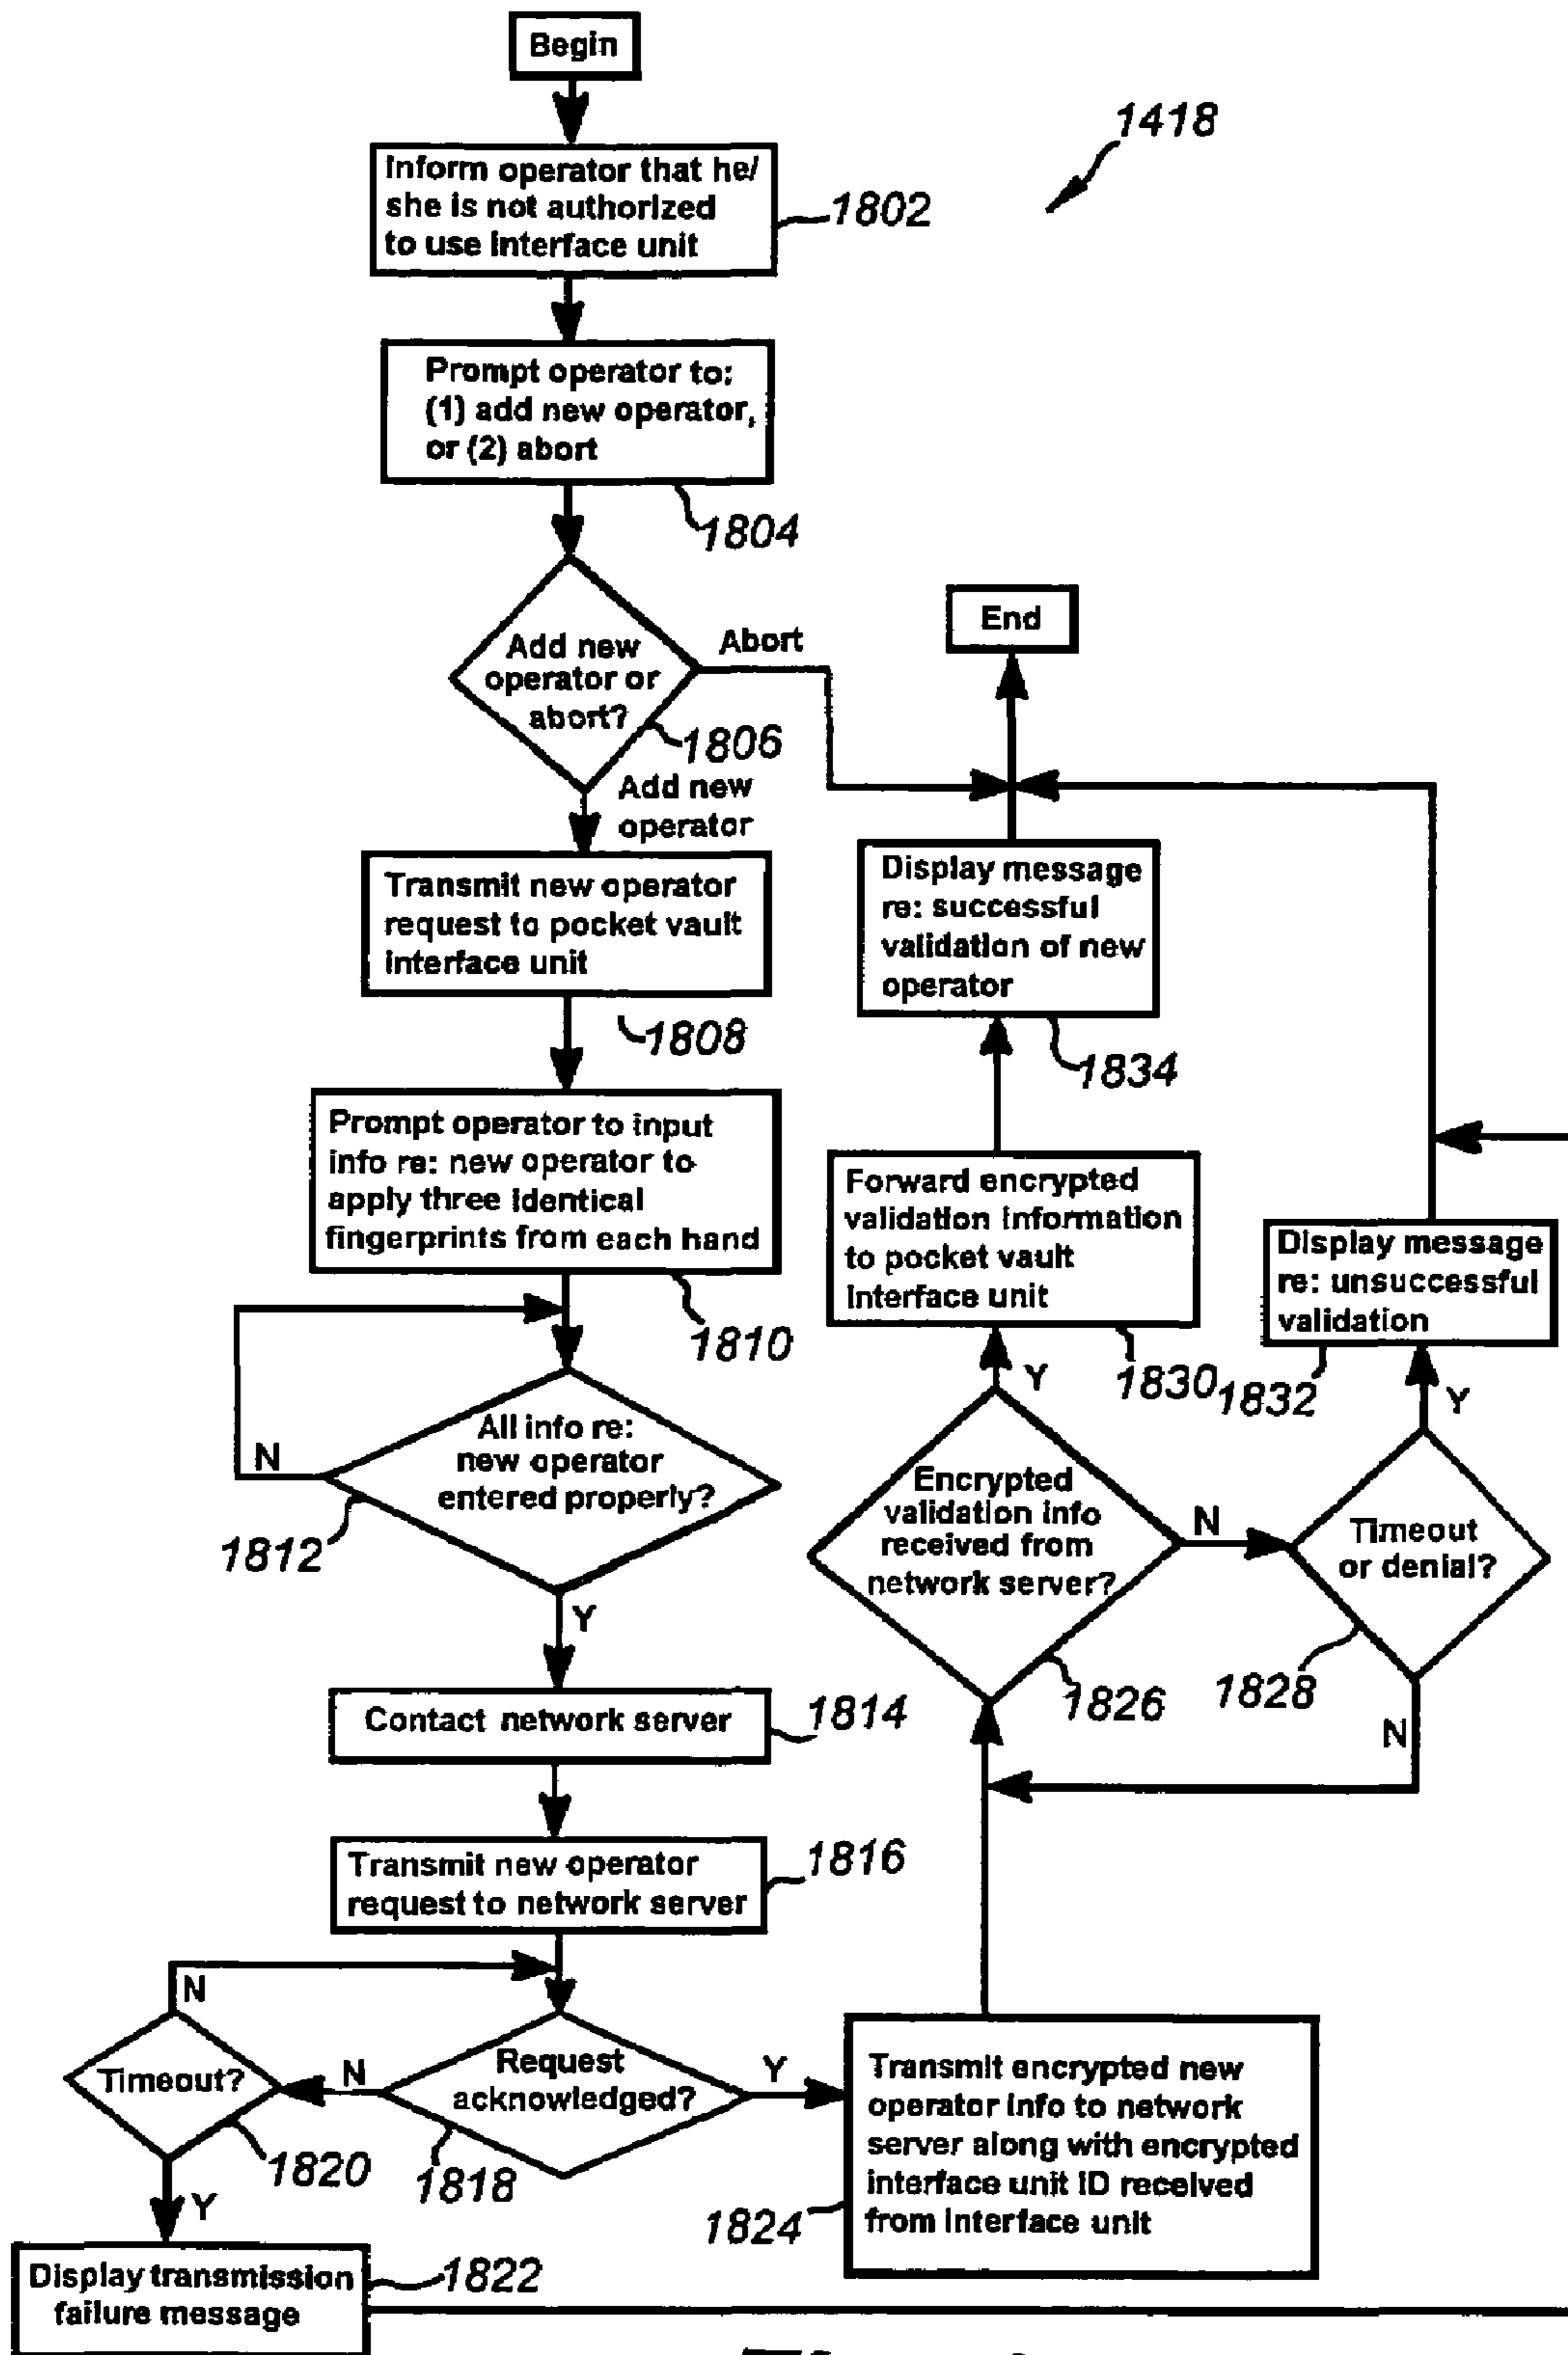 Begin
1418
Inform operator that he/
she is not authorized
to use interface unit
1802
Prompt operator to:
(1) add new operator,
or (2) abort
1804
Add new
operator or
abort?
Abort
1806
Add new
operator
End
Transmit new operator
request to pocket vault
interface unit
1808
Prompt operator to input
info re: new operator to
apply three identical
fingerprints from each hand
1810
All info re:
new operator
entered properly?
N
1812
Y
Contact network server
1814
Transmit new operator
request to network server
1816
Request
acknowledged?
1818
N
Timeout?
N
1820
Y
Display transmission
failure message
1822
Y
Transmit encrypted new
operator info to network
server along with encrypted
interface unit ID received
from interface unit
1824
Encrypted
validation info
received from
network server?
1826
N
Timeout
or denial?
1828
N
Y
Display message
re: unsuccessful
validation
1832
Y
Forward encrypted
validation information
to pocket vault
interface unit
1830
Display message
re: successful
validation of new
operator
1834